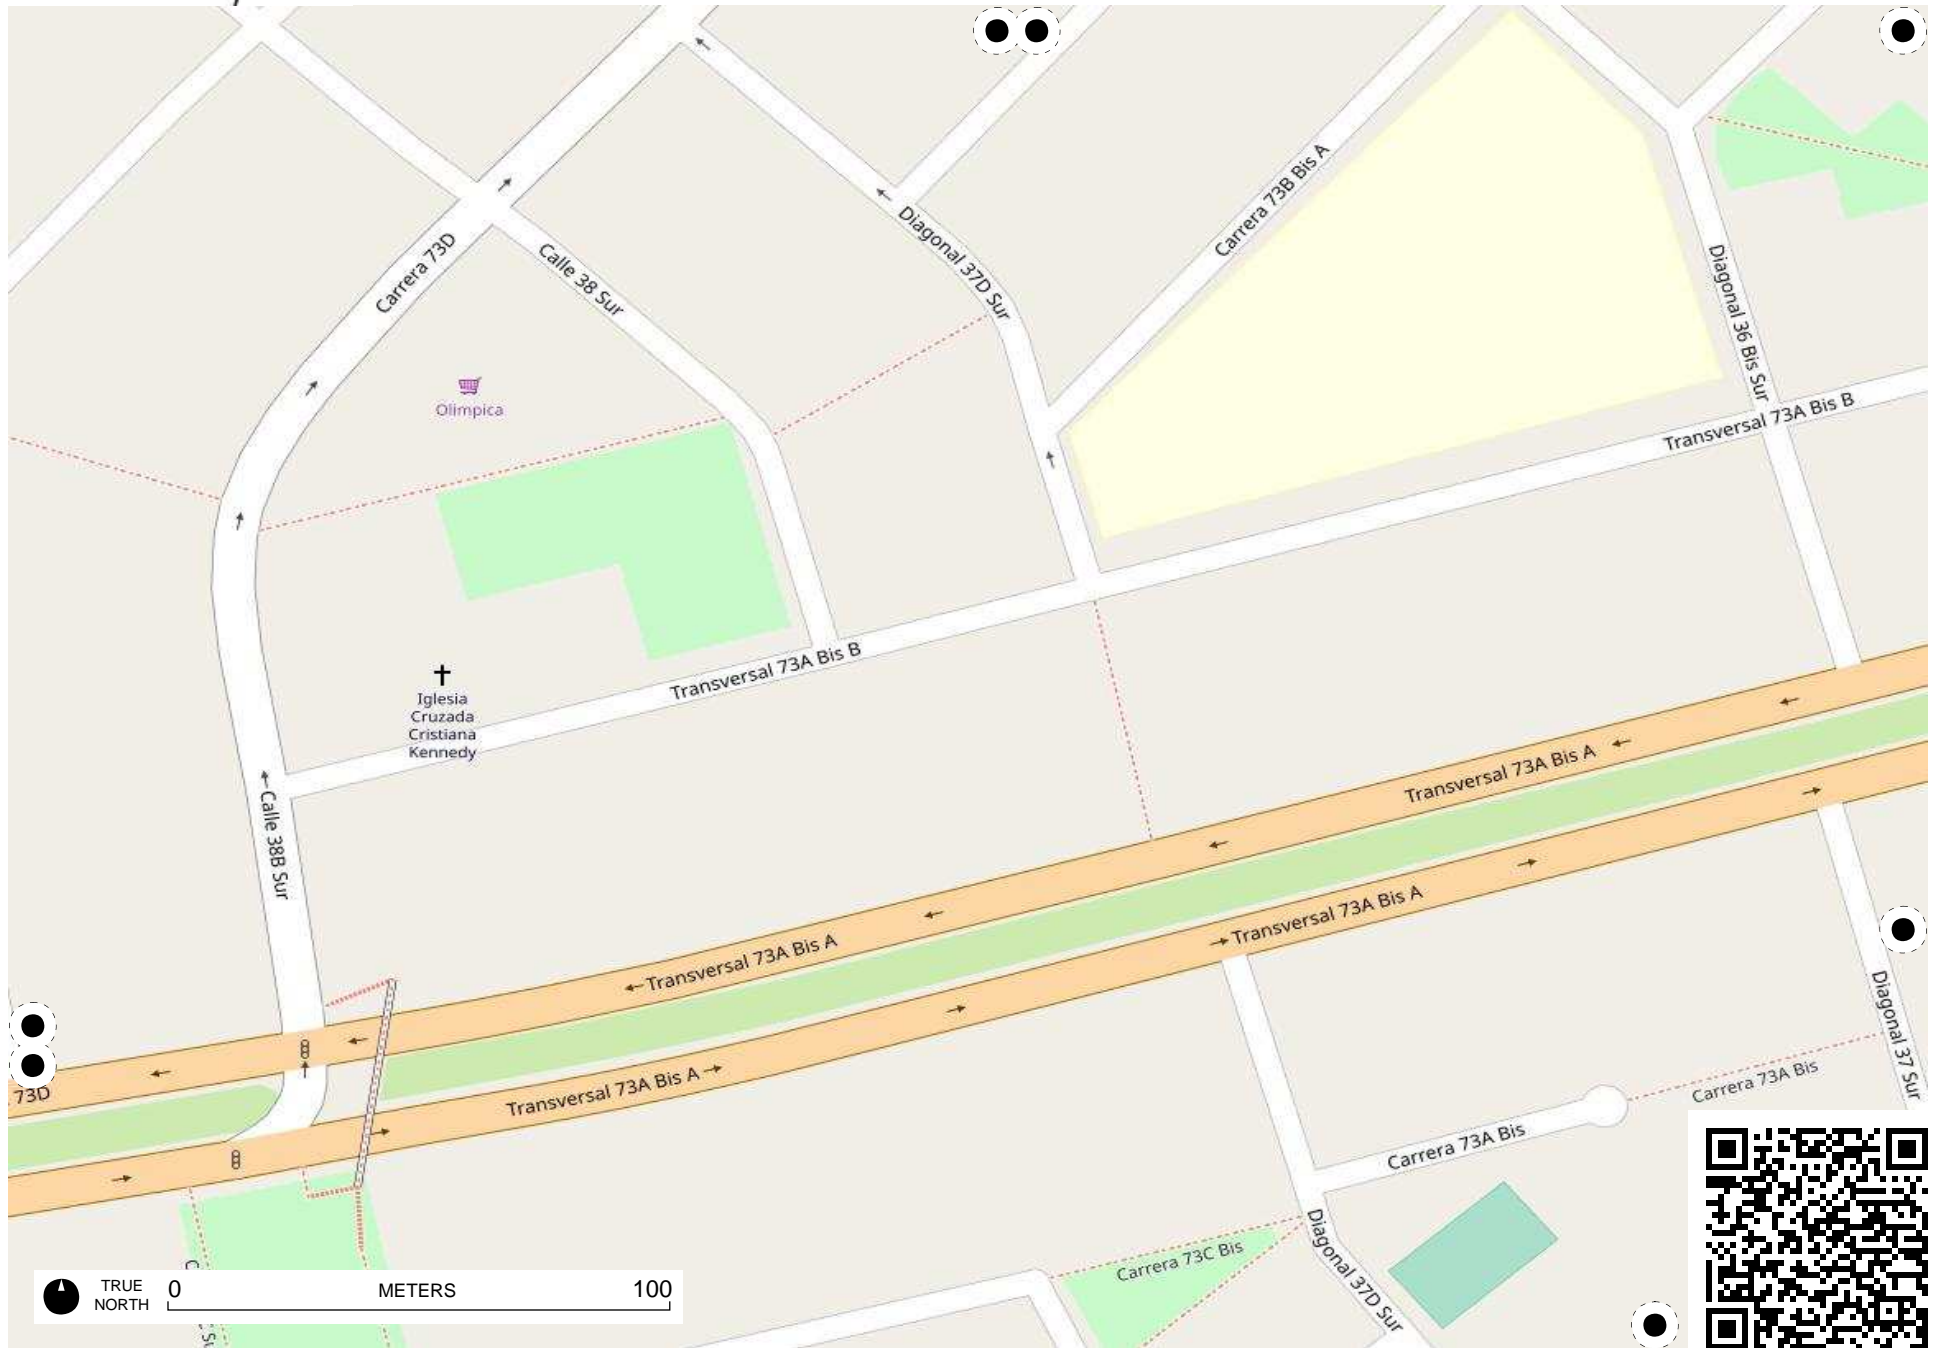 Carrera 73B Bis A
Diagonal 37D Sur
Carrera 73D
Calle 38 Sur
Diagonal 36 Bis Sur
Olimpica
Transversal 73A Bis B
Transversal 73A Bis B
Iglesia
Cruzada
Cristiana
Kennedy
Calle 38B Sur
Transversal 73A Bis A
Transversal 73A Bis A
Transversal 73A Bis A
Diagonal 37 Sur
Transversal 73A Bis A
73D
Carrera 73A Bis
Carrera 73A Bis
Carrera 73C Bis
Diagonal 37D Sur
TRUE
NORTH
0 METERS 100